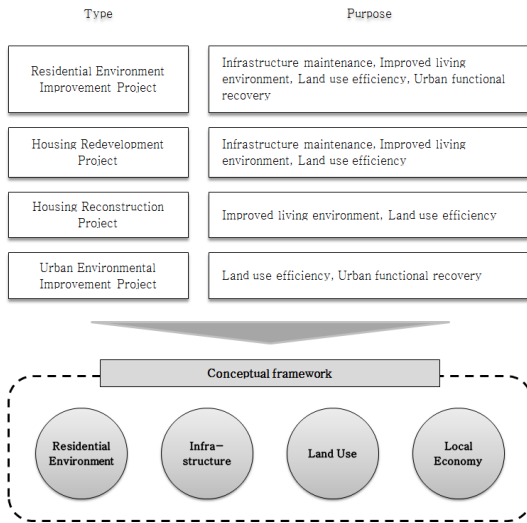 Type
Purpose
Residential Environment
Improvement Project
Infrastructure maintenance, Improved living
environment, Land use efficiency, Urban functional
recovery
Housing Redevelopment
Project
Infrastructure maintenance, Improved living
environment, Land use efficiency
Housing Reconstruction
Project
Improved living environment, Land use efficiency
Urban Environmental
Improvement Project
Land use efficiency, Urban functional recovery
Conceptual framework
Residential
Environment
Infra-
structure
Land Use
Local
Economy